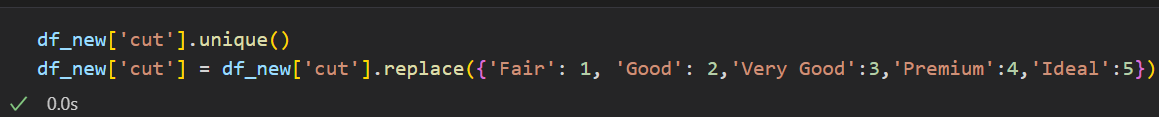 df_new['cut'].unique()
df_new['cut'] = df_new['cut'].replace({'Fair': 1, 'Good': 2,'Very Good':3,'Premium':4,'Ideal':5})
0.0s